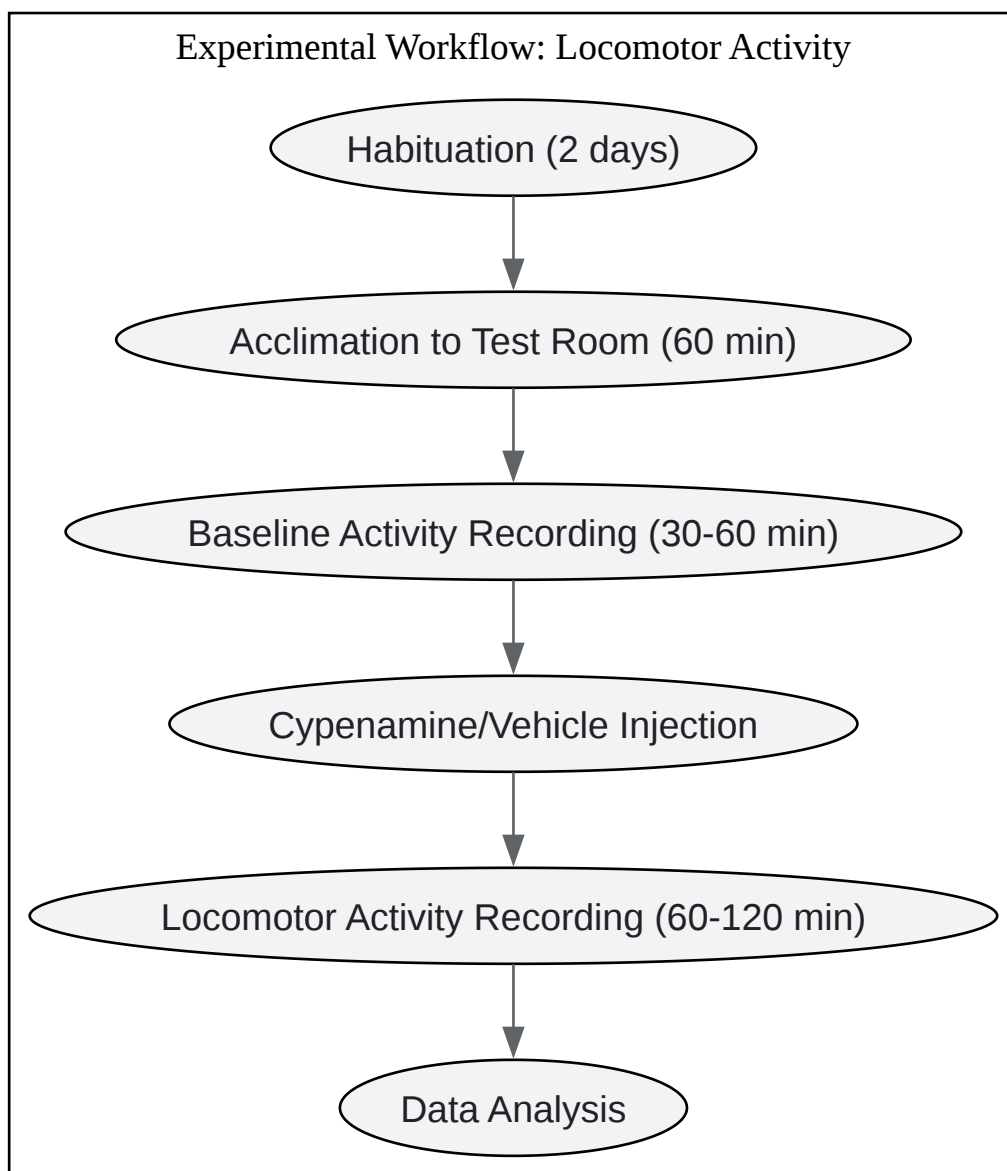 Experimental Workflow: Locomotor Activity
Habituation (2 days)
Acclimation to Test Room (60 min)
Baseline Activity Recording (30-60 min)
Cypenamine/Vehicle Injection
Locomotor Activity Recording (60-120 min)
Data Analysis